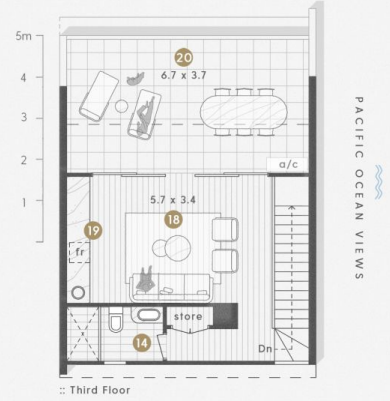 5m
4
3
2
1
20
6.7 x 3.7
a/c
5.7 x 3.4
18
19
fr
store
14
Dn
:: Third Floor
PACIFIC OCEAN VIEWS